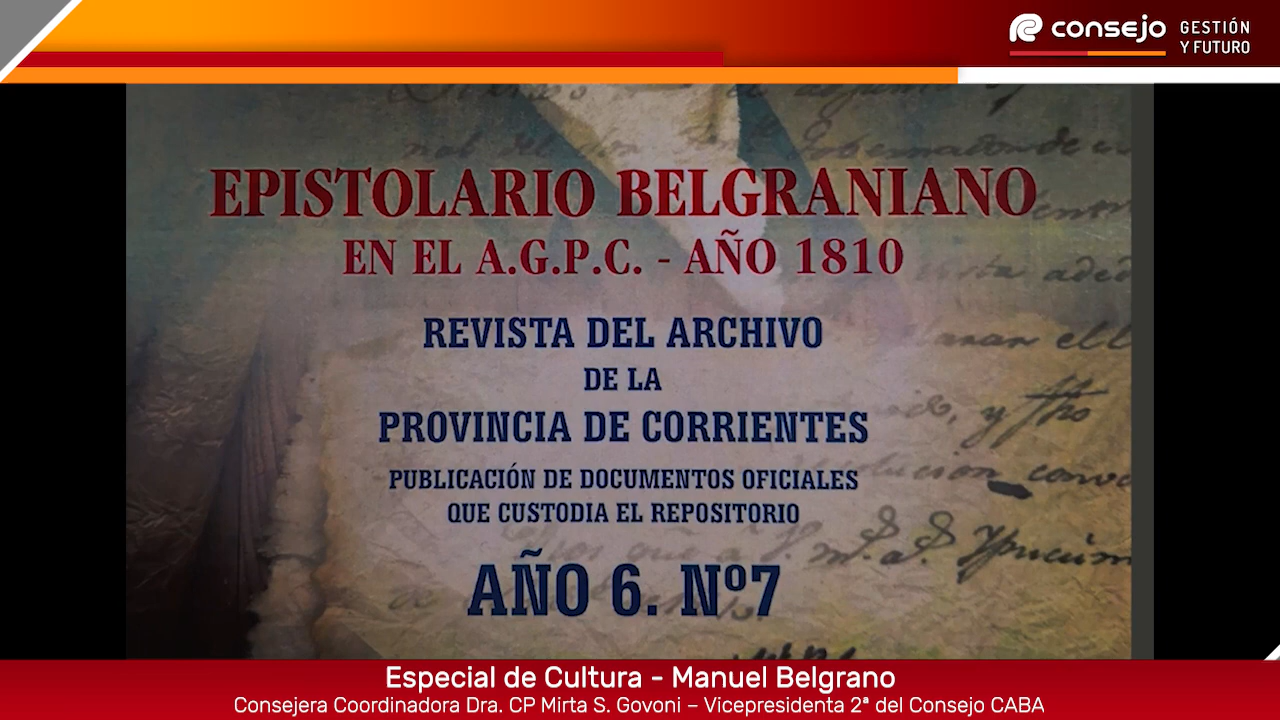 consejo
GESTIÓN
Y FUTURO
EPISTOLARIO BELGRANIANO
EN EL A.G.P.C. - AÑO 1810
REVISTA DEL ARCHIVO
DE LA
PROVINCIA DE CORRIENTES
PUBLICACIÓN DE DOCUMENTOS OFICIALES
QUE CUSTODIA EL REPOSITORIO
AÑO 6. Nº7
Especial de Cultura - Manuel Belgrano
Consejera Coordinadora Dra. CP Mirta S. Govoni – Vicepresidenta 2ª del Consejo CABA